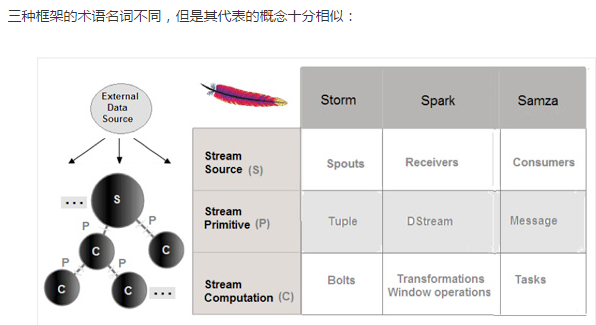 三种框架的术语名词不同，但是其代表的概念十分相似：
External
Data
Source
...
S
P
P
C
C
P
P
C
C
...
Storm
Spark
Samza
Stream
Source (S)
Spouts
Receivers
Consumers
Stream
Primitive (P)
Tuple
DStream
Message
Stream
Computation (C)
Bolts
Transformations
Window operations
Tasks